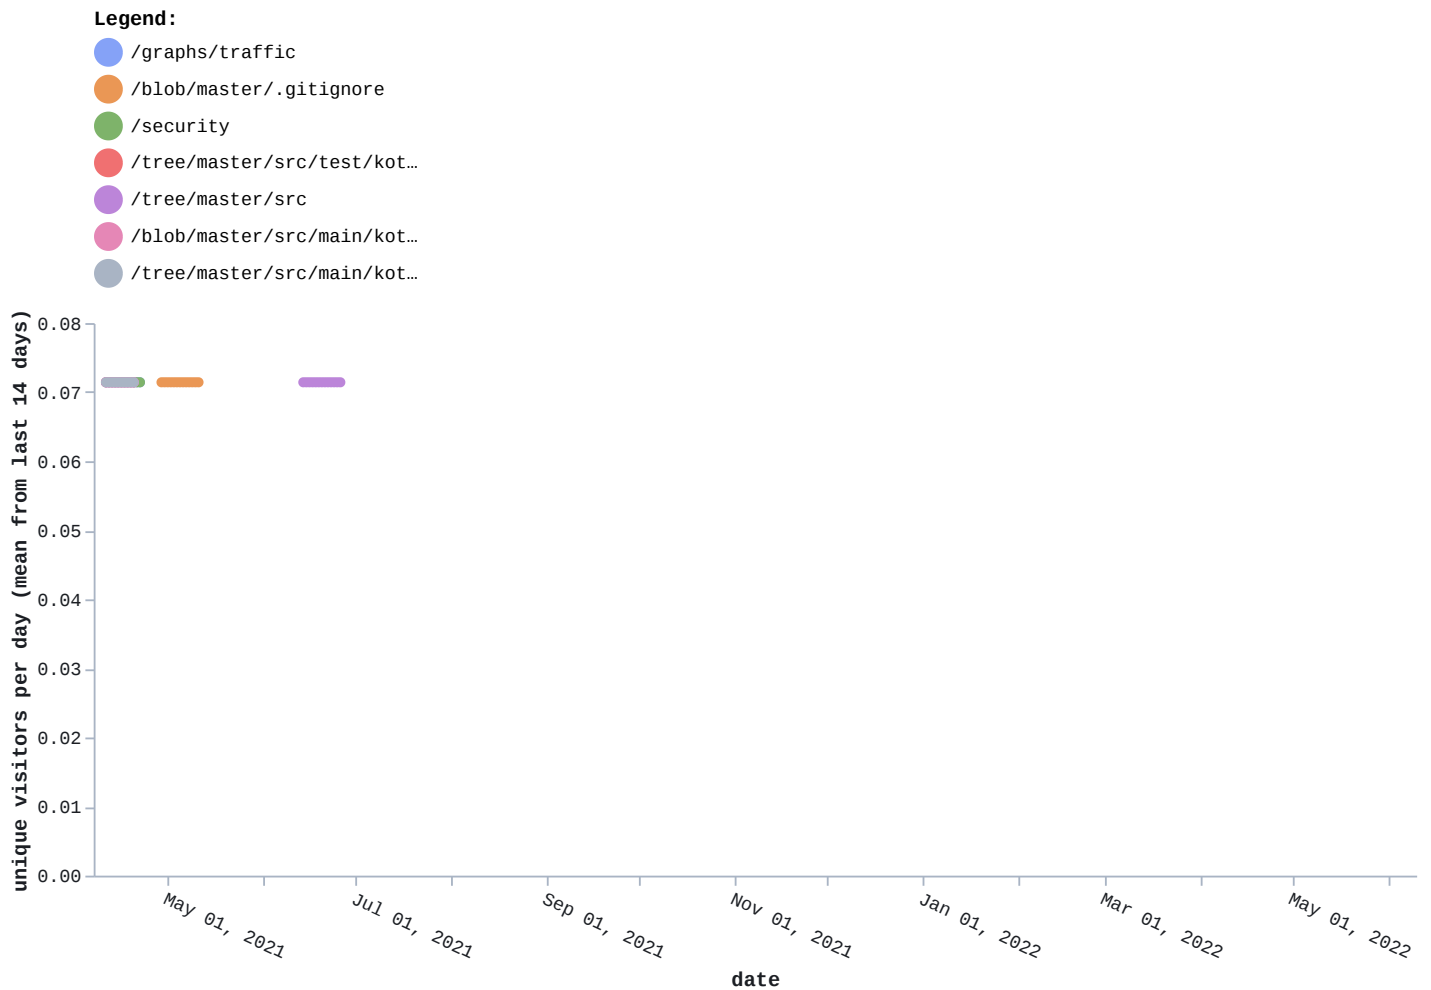 Legend:
/graphs/traffic
/blob/master/.gitignore
/security
/tree/master/src/test/kot…
/tree/master/src
/blob/master/src/main/kot…
/tree/master/src/main/kot…
unique visitors per day (mean from last 14 days)
0.08
0.07
0.06
0.05
0.04
0.03
0.02
0.01
0.00
May 01, 2021
Jul 01, 2021
Sep 01, 2021
Nov 01, 2021
Jan 01, 2022
Mar 01, 2022
May 01, 2022
date